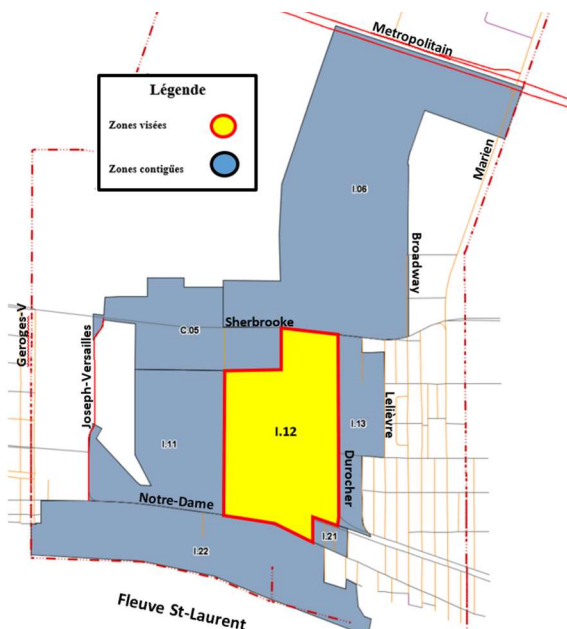 Metropolitain
Légende
Zones visées
Zones contigües
Marien
I.06
Broadway
Geroges-V
Joseph-Versailles
C.05
Sherbrooke
I.11
I.12
I.13
Lelièvre
Durocher
Notre-Dame
I.21
I.22
Fleuve St-Laurent